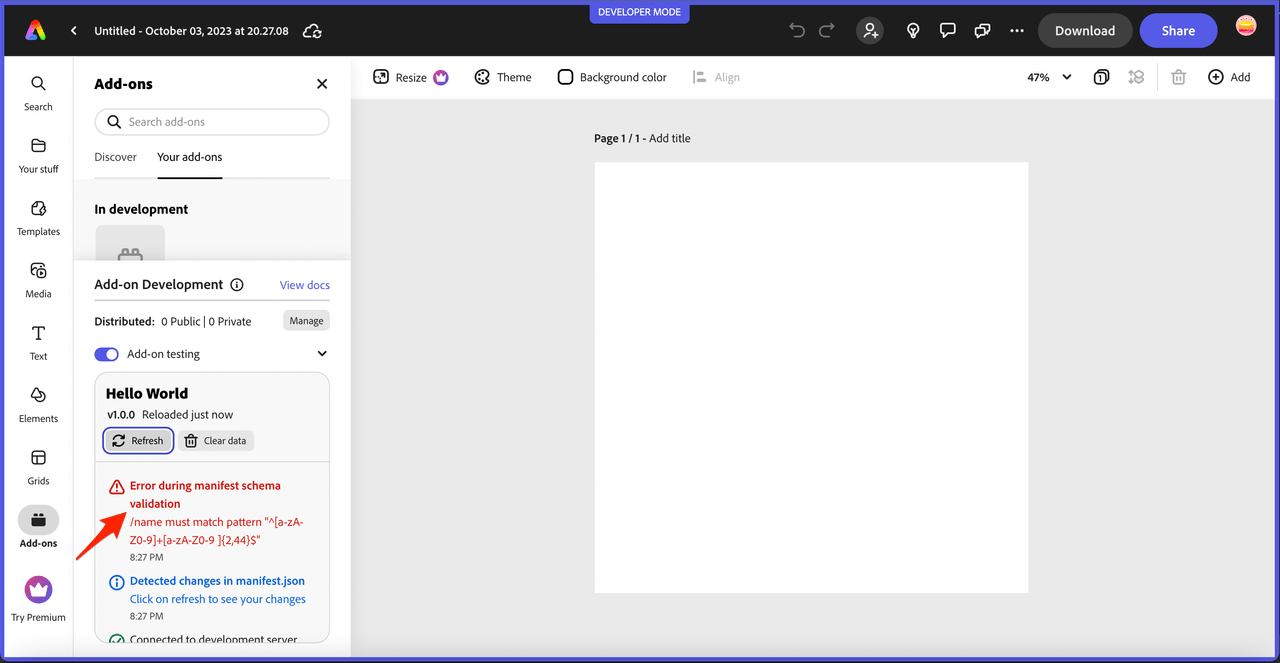 DEVELOPER MODE
Untitled - October 03, 2023 at 20.27.08
Download
Share
Search
Your stuff
Templates
Media
Text
Elements
Grids
Add-ons
Try Premium
Add-ons
Search add-ons
Discover
Your add-ons
In development
Add-on Development
View docs
Distributed: 0 Public | 0 Private
Manage
Add-on testing
Hello World
v1.0.0 Reloaded just now
Refresh
Clear data
Error during manifest schema
validation
/name must match pattern "^[a-zA-
Z0-9]+[a-zA-Z0-9 ]{2,44}$"
8:27 PM
Detected changes in manifest.json
Click on refresh to see your changes
8:27 PM
Connected to development server
Resize
Theme
Background color
Align
47%
1
Add
Page 1 / 1 - Add title